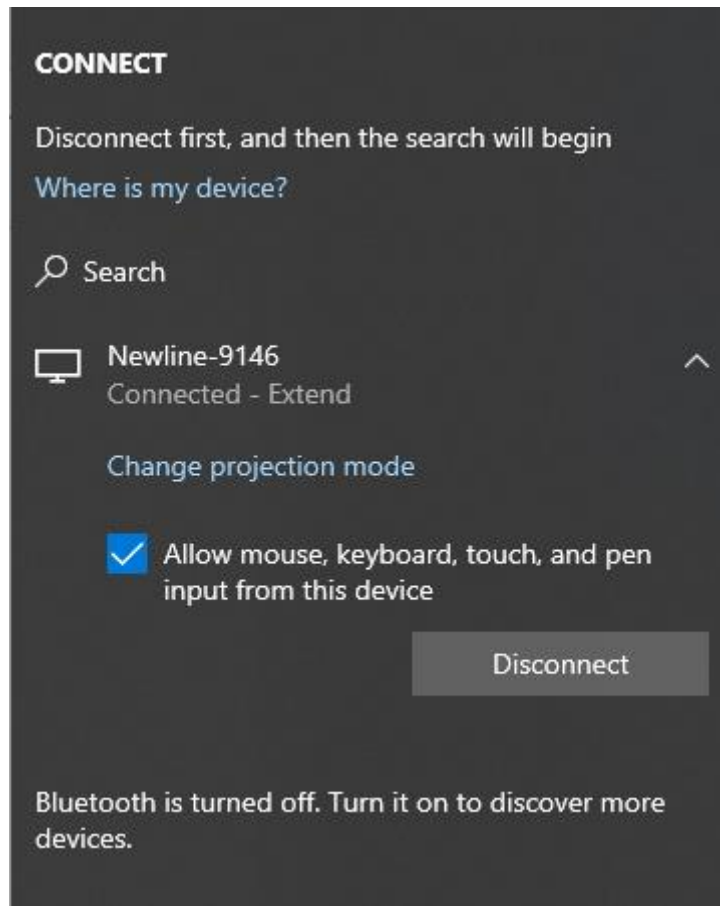 CONNECT
Disconnect first, and then the search will begin
Where is my device?
Search
Newline-9146
Connected - Extend
Change projection mode
Allow mouse, keyboard, touch, and pen
input from this device
Disconnect
Bluetooth is turned off. Turn it on to discover more
devices.